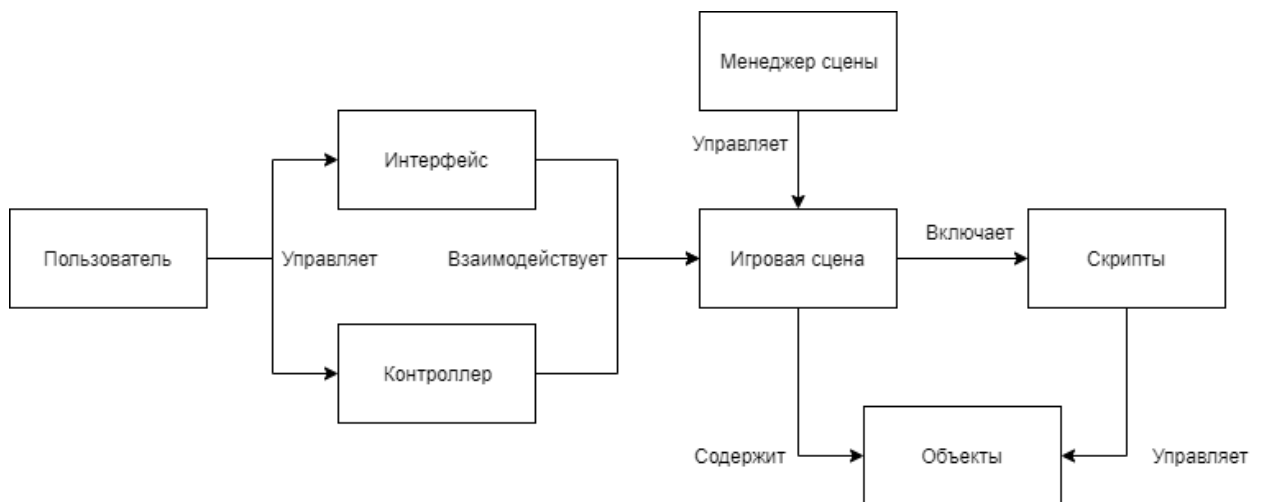 Менеджер сцены
Управляет
Интерфейс
Пользователь
Управляет
Взаимодействует
Игровая сцена
Включает
Скрипты
Контроллер
Содержит
Объекты
Управляет